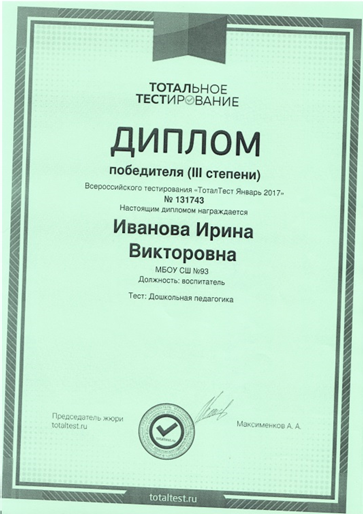 ТОТАЛЬНОЕ
ТЕСТИРОВАНИЕ
ДИПЛОМ
победителя (III степени)
Всероссийского тестирования «ТоталТест Январь 2017»
№ 131743
Настоящим дипломом награждается
Иванова Ирина
Викторовна
МБОУ СШ №93
Должность: воспитатель
Тест: Дошкольная педагогика
Председатель жюри
totaltest.ru
Максименков А. А.
totaltest.ru